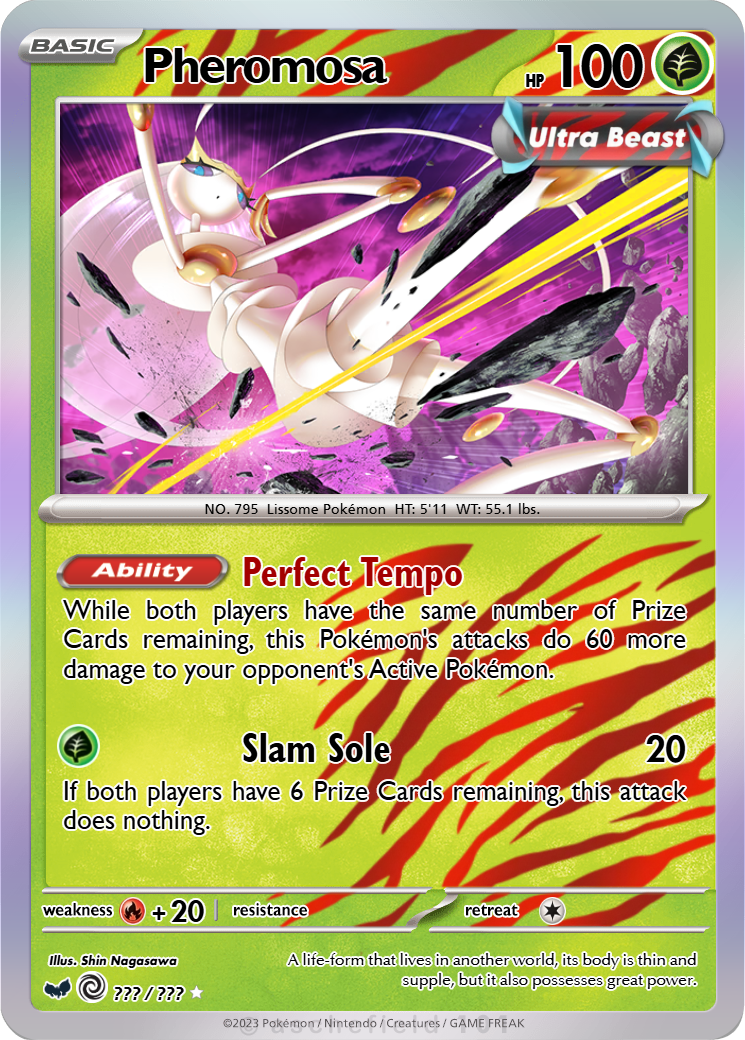 BASIC
Pheromosa
HP 100
Ultra Beast
NO. 795 Lissome Pokémon HT: 5'11 WT: 55.1 lbs.
Ability Perfect Tempo
While both players have the same number of Prize
Cards remaining, this Pokémon's attacks do 60 more
damage to your opponent's Active Pokémon.
Slam Sole 20
If both players have 6 Prize Cards remaining, this attack
does nothing.
weakness +20 resistance retreat
Illus. Shin Nagasawa
A life-form that lives in another world, its body is thin and
supple, but it also possesses great power.
??? / ???
©2023 Pokémon / Nintendo / Creatures / GAME FREAK
© aschefield 101